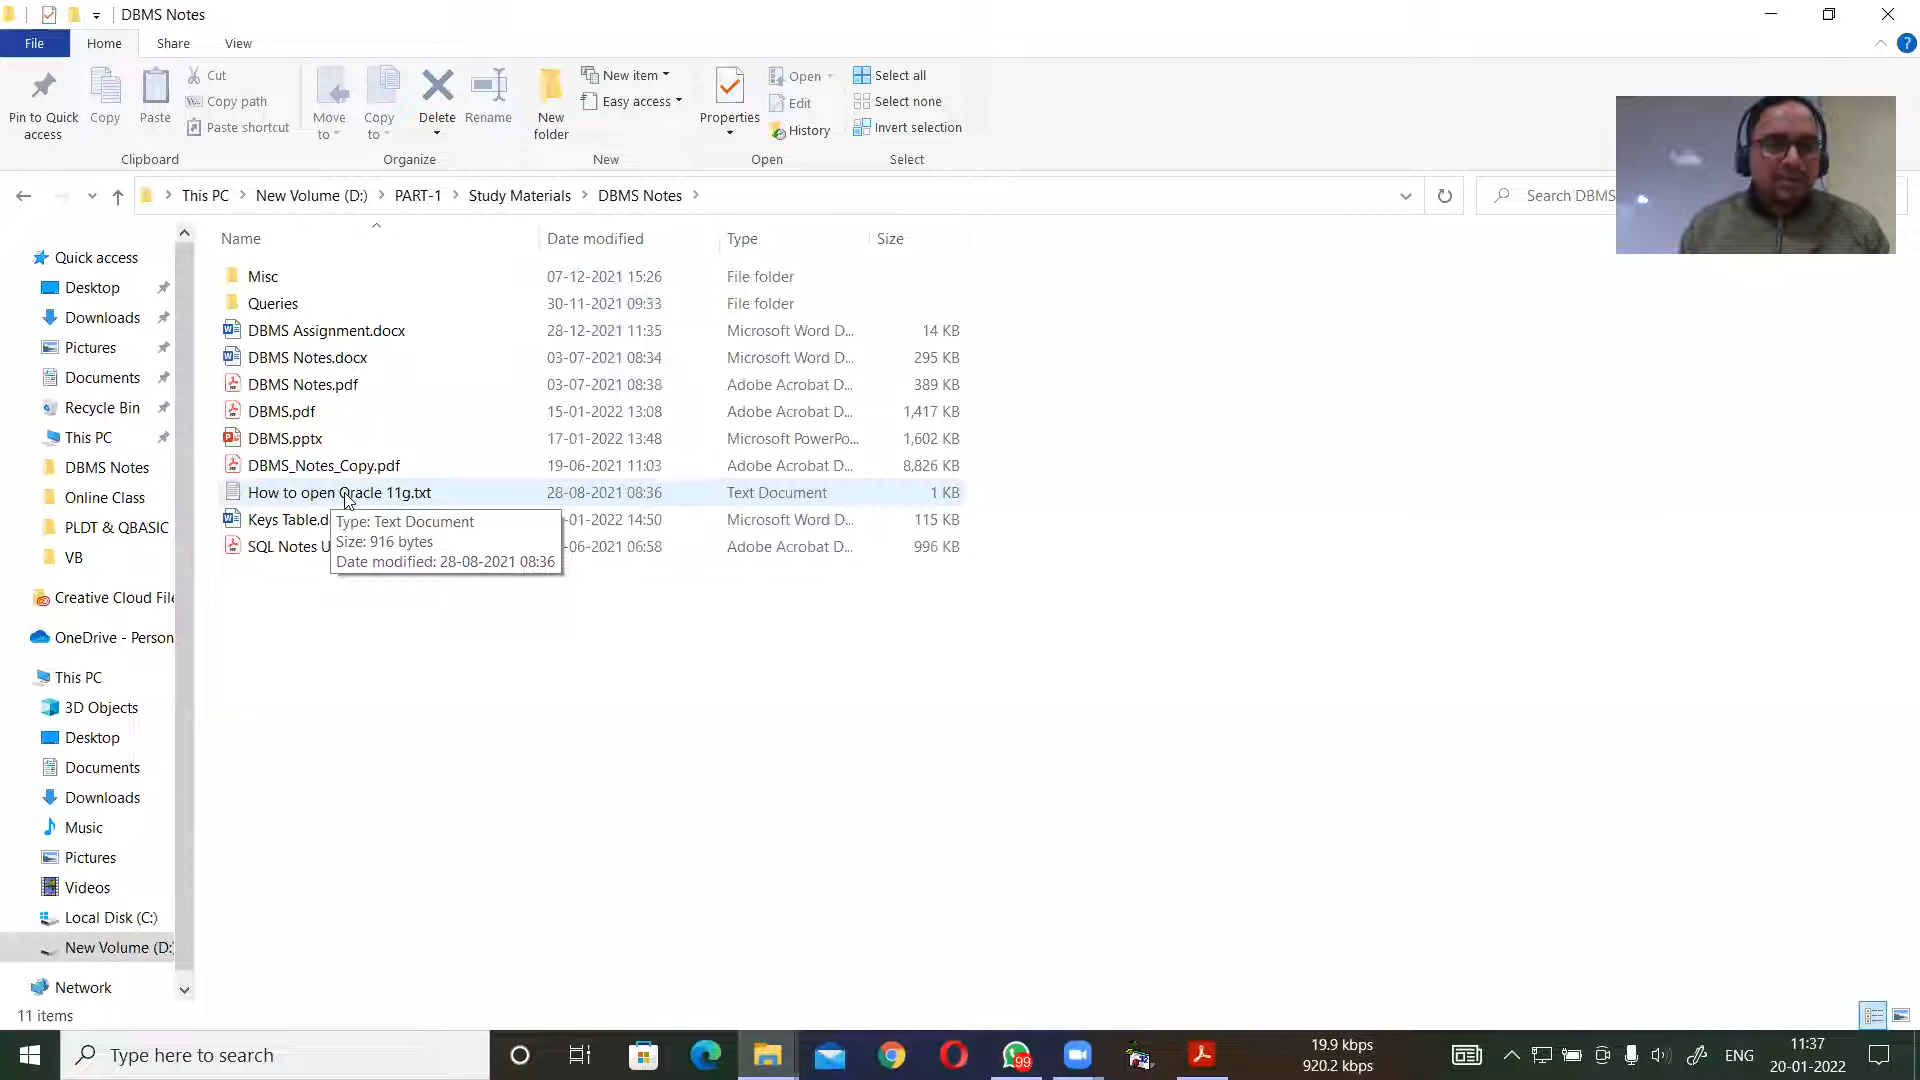 DBMS Notes
File Home Share View
Pin to Quick access
Copy
Paste
Cut
Copy path
Paste shortcut
Clipboard
Move to
Copy to
Delete
Rename
Organize
New folder
New item
Easy access
New
Properties
Open
Edit
History
Open
Select all
Select none
Invert selection
Select
This PC > New Volume (D:) > PART-1 > Study Materials > DBMS Notes >
Search DBMS
Name Date modified Type Size
Misc 07-12-2021 15:26 File folder
Queries 30-11-2021 09:33 File folder
DBMS Assignment.docx 28-12-2021 11:35 Microsoft Word D... 14 KB
DBMS Notes.docx 03-07-2021 08:34 Microsoft Word D... 295 KB
DBMS Notes.pdf 03-07-2021 08:38 Adobe Acrobat D... 389 KB
DBMS.pdf 15-01-2022 13:08 Adobe Acrobat D... 1,417 KB
DBMS.pptx 17-01-2022 13:48 Microsoft PowerPo... 1,602 KB
DBMS_Notes_Copy.pdf 19-06-2021 11:03 Adobe Acrobat D... 8,826 KB
How to open Oracle 11g.txt 28-08-2021 08:36 Text Document 1 KB
Keys Table.d -01-2022 14:50 Microsoft Word D... 115 KB
SQL Notes U -06-2021 06:58 Adobe Acrobat D... 996 KB
Type: Text Document
Size: 916 bytes
Date modified: 28-08-2021 08:36
Quick access
Desktop
Downloads
Pictures
Documents
Recycle Bin
This PC
DBMS Notes
Online Class
PLDT & QBASIC
VB
Creative Cloud File
OneDrive - Person
This PC
3D Objects
Desktop
Documents
Downloads
Music
Pictures
Videos
Local Disk (C:)
New Volume (D:)
Network
11 items
Type here to search
99
19.9 kbps
920.2 kbps
ENG
11:37
20-01-2022